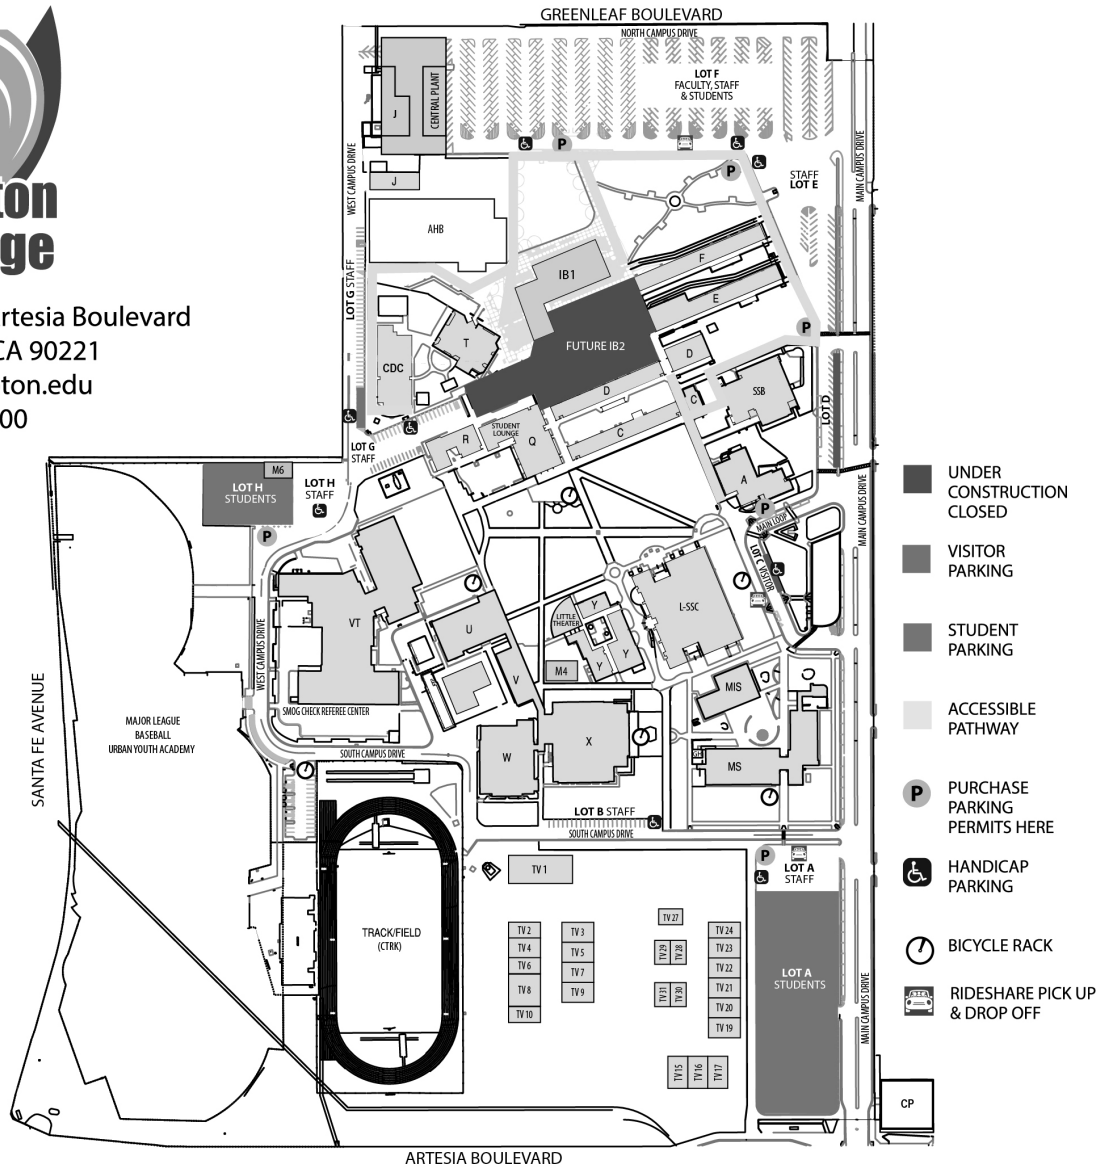 GREENLEAF BOULEVARD
NORTH CAMPUS DRIVE
LOT F
FACULTY, STAFF
& STUDENTS
CENTRAL PLANT
J
J
P
P
STAFF
LOT E
MAIN CAMPUS DRIVE
WEST CAMPUS DRIVE
ton
ge
AHB
F
IB1
E
LOT G STAFF
rtesia Boulevard
CA 90221
ton.edu
00
P
T
FUTURE IB2
D
CDC
D
C
SSB
LOT D
C
R
STUDENT
LOUNGE
Q
LOT G
STAFF
M6
LOT H
STUDENTS
LOT H
STAFF
A
P
MAIN LOOP
MAIN CAMPUS DRIVE
P
LOT C VISITOR
UNDER
CONSTRUCTION
CLOSED
VISITOR
PARKING
STUDENT
PARKING
ACCESSIBLE
PATHWAY
P
PURCHASE
PARKING
PERMITS HERE
HANDICAP
PARKING
BICYCLE RACK
RIDESHARE PICK UP
& DROP OFF
VT
U
LITTLE
THEATER
Y
Y
Y
L-SSC
WEST CAMPUS DRIVE
M4
V
MIS
SMOG CHECK REFEREE CENTER
SANTA FE AVENUE
MAJOR LEAGUE
BASEBALL
URBAN YOUTH ACADEMY
SOUTH CAMPUS DRIVE
W
X
GH
MS
LOT B STAFF
SOUTH CAMPUS DRIVE
P
LOT A
STAFF
TV 1
TRACK/FIELD
(CTRK)
TV 2
TV 4
TV 6
TV 8
TV 10
TV 3
TV 5
TV 7
TV 9
TV 27
TV 29
TV 28
TV 31
TV 30
TV 24
TV 23
TV 22
TV 21
TV 20
TV 19
TV 15
TV 16
TV 17
LOT A
STUDENTS
MAIN CAMPUS DRIVE
CP
ARTESIA BOULEVARD